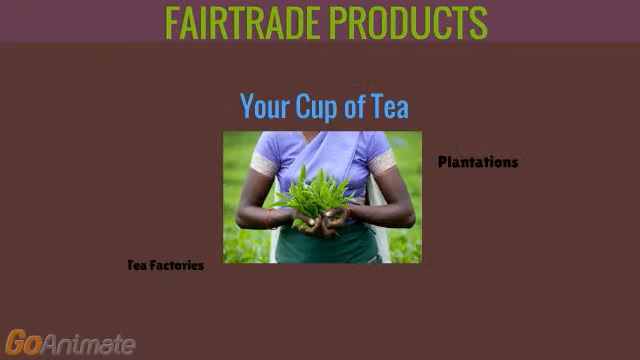 FAIRTRADE PRODUCTS
Your Cup of Tea
Plantations
Tea Factories
GoAnimate